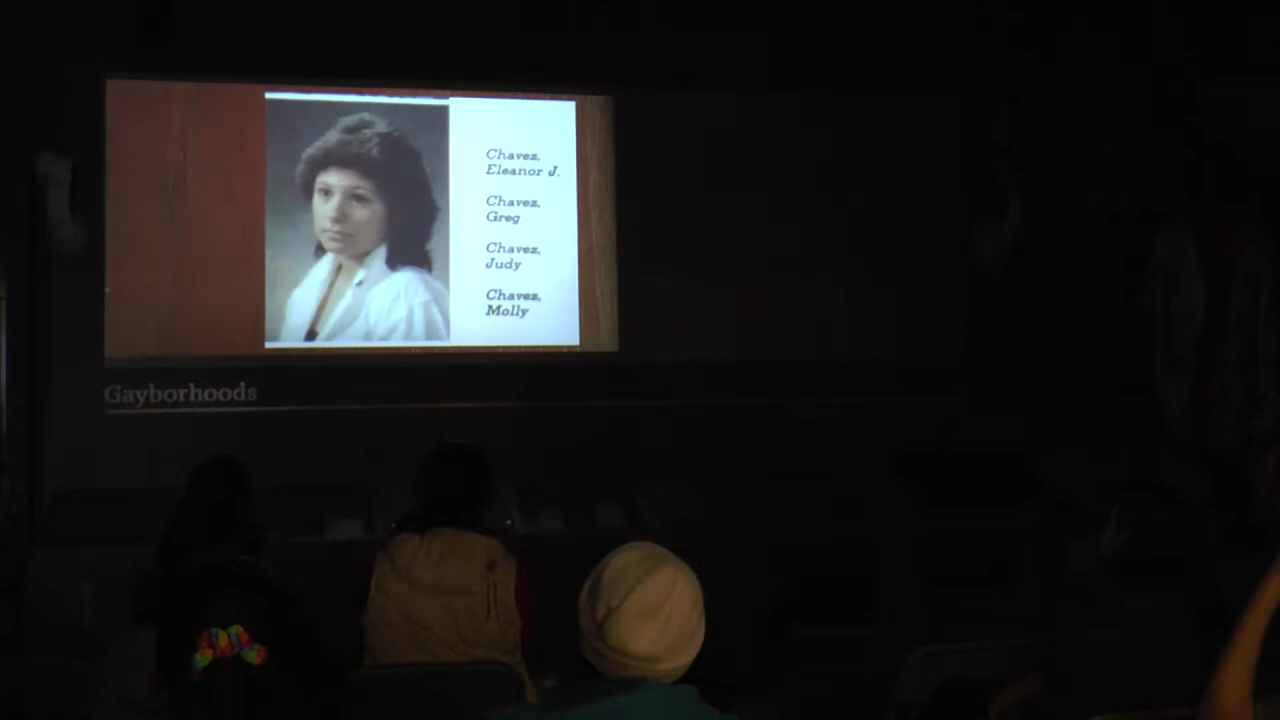 Chavez,
Eleanor J.
Chavez,
Greg
Chavez,
Judy
Chavez,
Molly
Gayborhoods